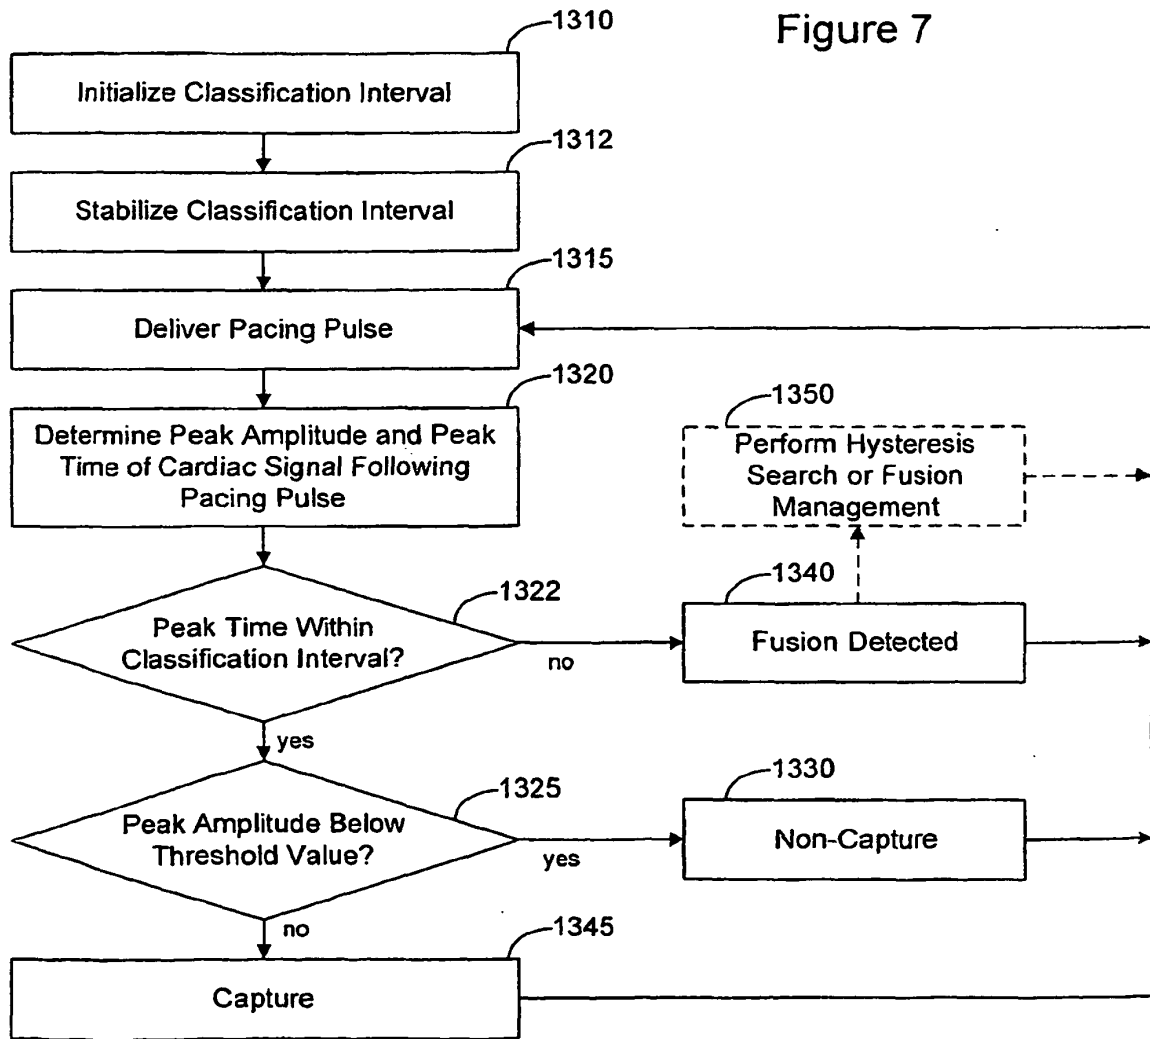 Figure 7
1310
Initialize Classification Interval
1312
Stabilize Classification Interval
1315
Deliver Pacing Pulse
1320
Determine Peak Amplitude and Peak
Time of Cardiac Signal Following
Pacing Pulse
1350
Perform Hysteresis
Search or Fusion
Management
1322
Peak Time Within
Classification Interval?
no
1340
Fusion Detected
yes
1325
Peak Amplitude Below
Threshold Value?
yes
1330
Non-Capture
no
1345
Capture